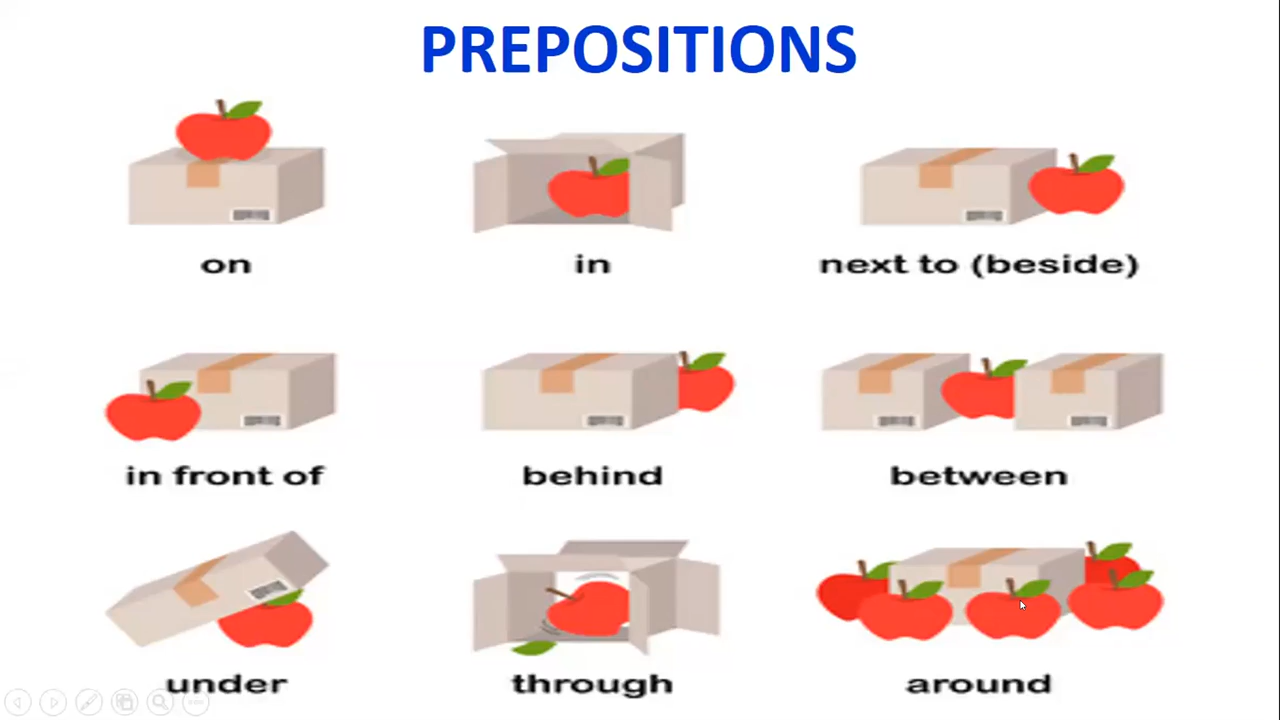 PREPOSITIONS
on
in
next to (beside)
in front of
behind
between
under
through
around